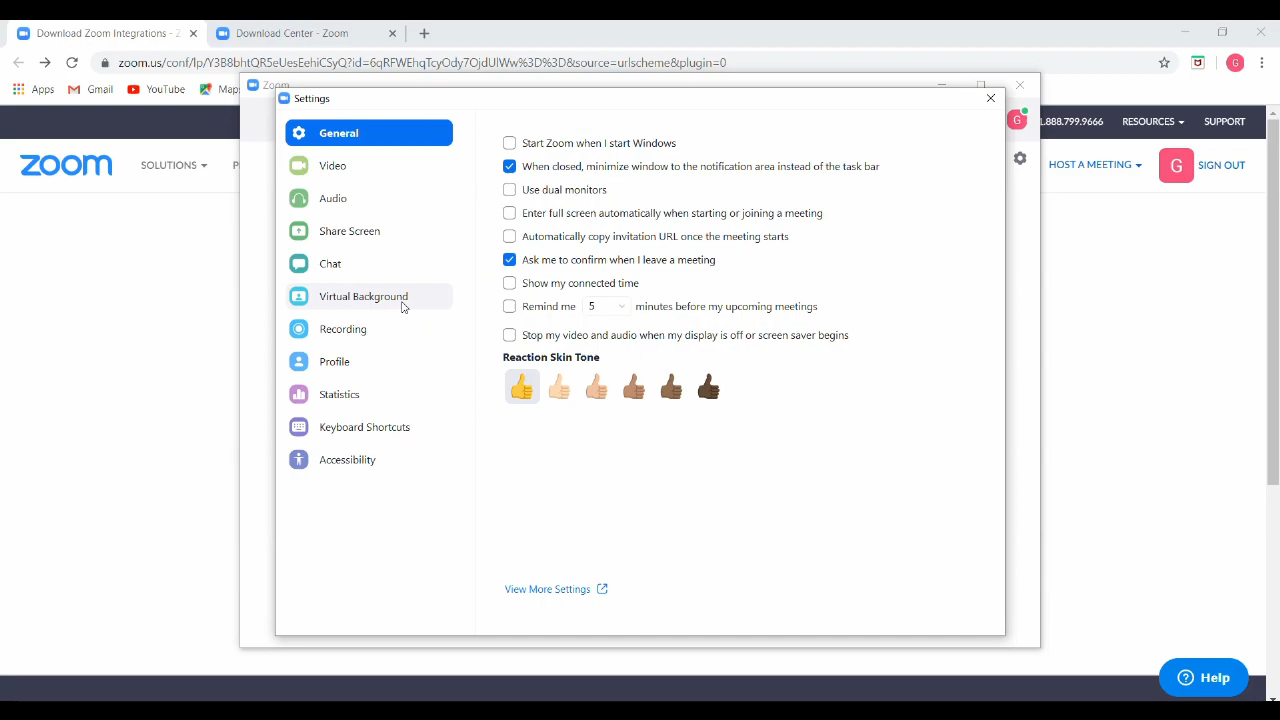 Download Zoom Integrations - Z
Download Center - Zoom
zoom.us/conf/lp/Y3B8bhtQR5eUesEehiCSyQ?id=6qRFWEhqTcyOdy7OjdUlWw%3D%3D&source=urlscheme&plugin=0
G
Apps
Gmail
YouTube
Maps
Zoom
Settings
G
1.888.799.9666
RESOURCES
SUPPORT
zoom
SOLUTIONS
P
HOST A MEETING
G
SIGN OUT
General
Video
Audio
Share Screen
Chat
Virtual Background
Recording
Profile
Statistics
Keyboard Shortcuts
Accessibility
Start Zoom when I start Windows
When closed, minimize window to the notification area instead of the task bar
Use dual monitors
Enter full screen automatically when starting or joining a meeting
Automatically copy invitation URL once the meeting starts
Ask me to confirm when I leave a meeting
Show my connected time
Remind me 5 minutes before my upcoming meetings
Stop my video and audio when my display is off or screen saver begins
Reaction Skin Tone
View More Settings
Help